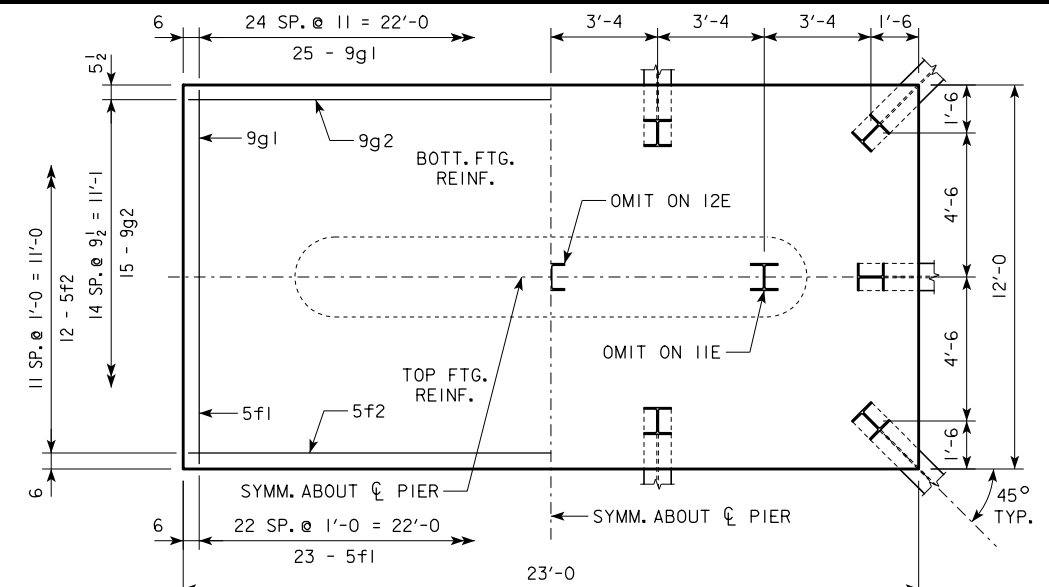 6
24 SP. @ 11 = 22'-0
25 - 9g1
3'-4
3'-4
3'-4
1'-6
5 1/2
9g1
9g2
BOTT. FTG.
REINF.
1'-6
OMIT ON 12E
4'-6
11 SP. @ 1'-0 = 11'-0
12 - 5f2
14 SP. @ 9 1/2 = 11'-1
15 - 9g2
12'-0
OMIT ON 11E
4'-6
TOP FTG.
REINF.
5f1
5f2
1'-6
6
SYMM. ABOUT ℄ PIER
45°
TYP.
SYMM. ABOUT ℄ PIER
6
22 SP. @ 1'-0 = 22'-0
23 - 5f1
23'-0